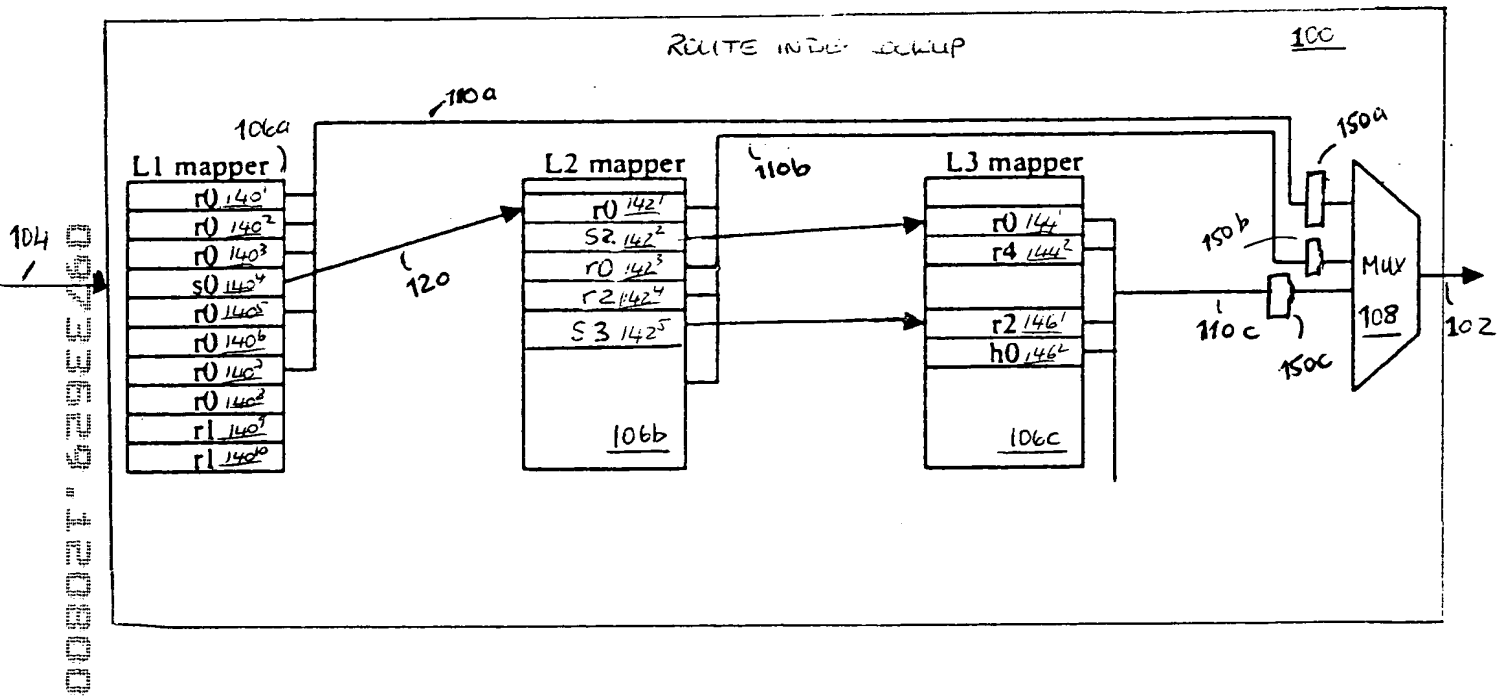 ROUTE
100
110a
106a
150a
L1 mapper
L2 mapper
110b
L3 mapper
r0 140¹
r0 140²
r0 140³
s0 140⁴
r0 140⁵
r0 140⁶
r0 140⁷
r0 140⁸
r1 140⁹
r1 140¹⁰
104
120
r0 142¹
S2 142²
r0 142³
r2 142⁴
S3 142⁵
106b
r0 144¹
r4 144²
r2 146¹
h0 146²
106c
150b
110c
150c
MUX
108
102
09733629.120800